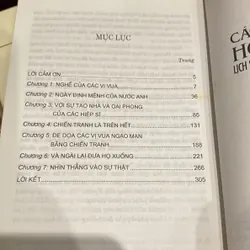 MỤC LỤC
Trang
LỜI CẢM ƠN 5
Chương 1: NGHỀ CỦA CÁC VỊ VUA 7
Chương 2: NGÀY ĐỊNH MỆNH CỦA NƯỚC ANH 36
Chương 3: VỚI SỰ TAO NHÃ VÀ ĐẠI PHONG
CỦA CÁC HIỆP SĨ 85
Chương 4: CHIẾN TRANH LÀ TRÊN HẾT 131
Chương 5: ĐE DỌA CÁC VỊ VUA NGẠO MẠN
BẰNG CHIẾN TRANH 188
Chương 6: VÀ NGÀI LẠI ĐƯA HỌ XUỐNG 221
Chương 7: NHÌN THẲNG VÀO SỰ THẬT 266
LỜI KẾT 305
LỊCH